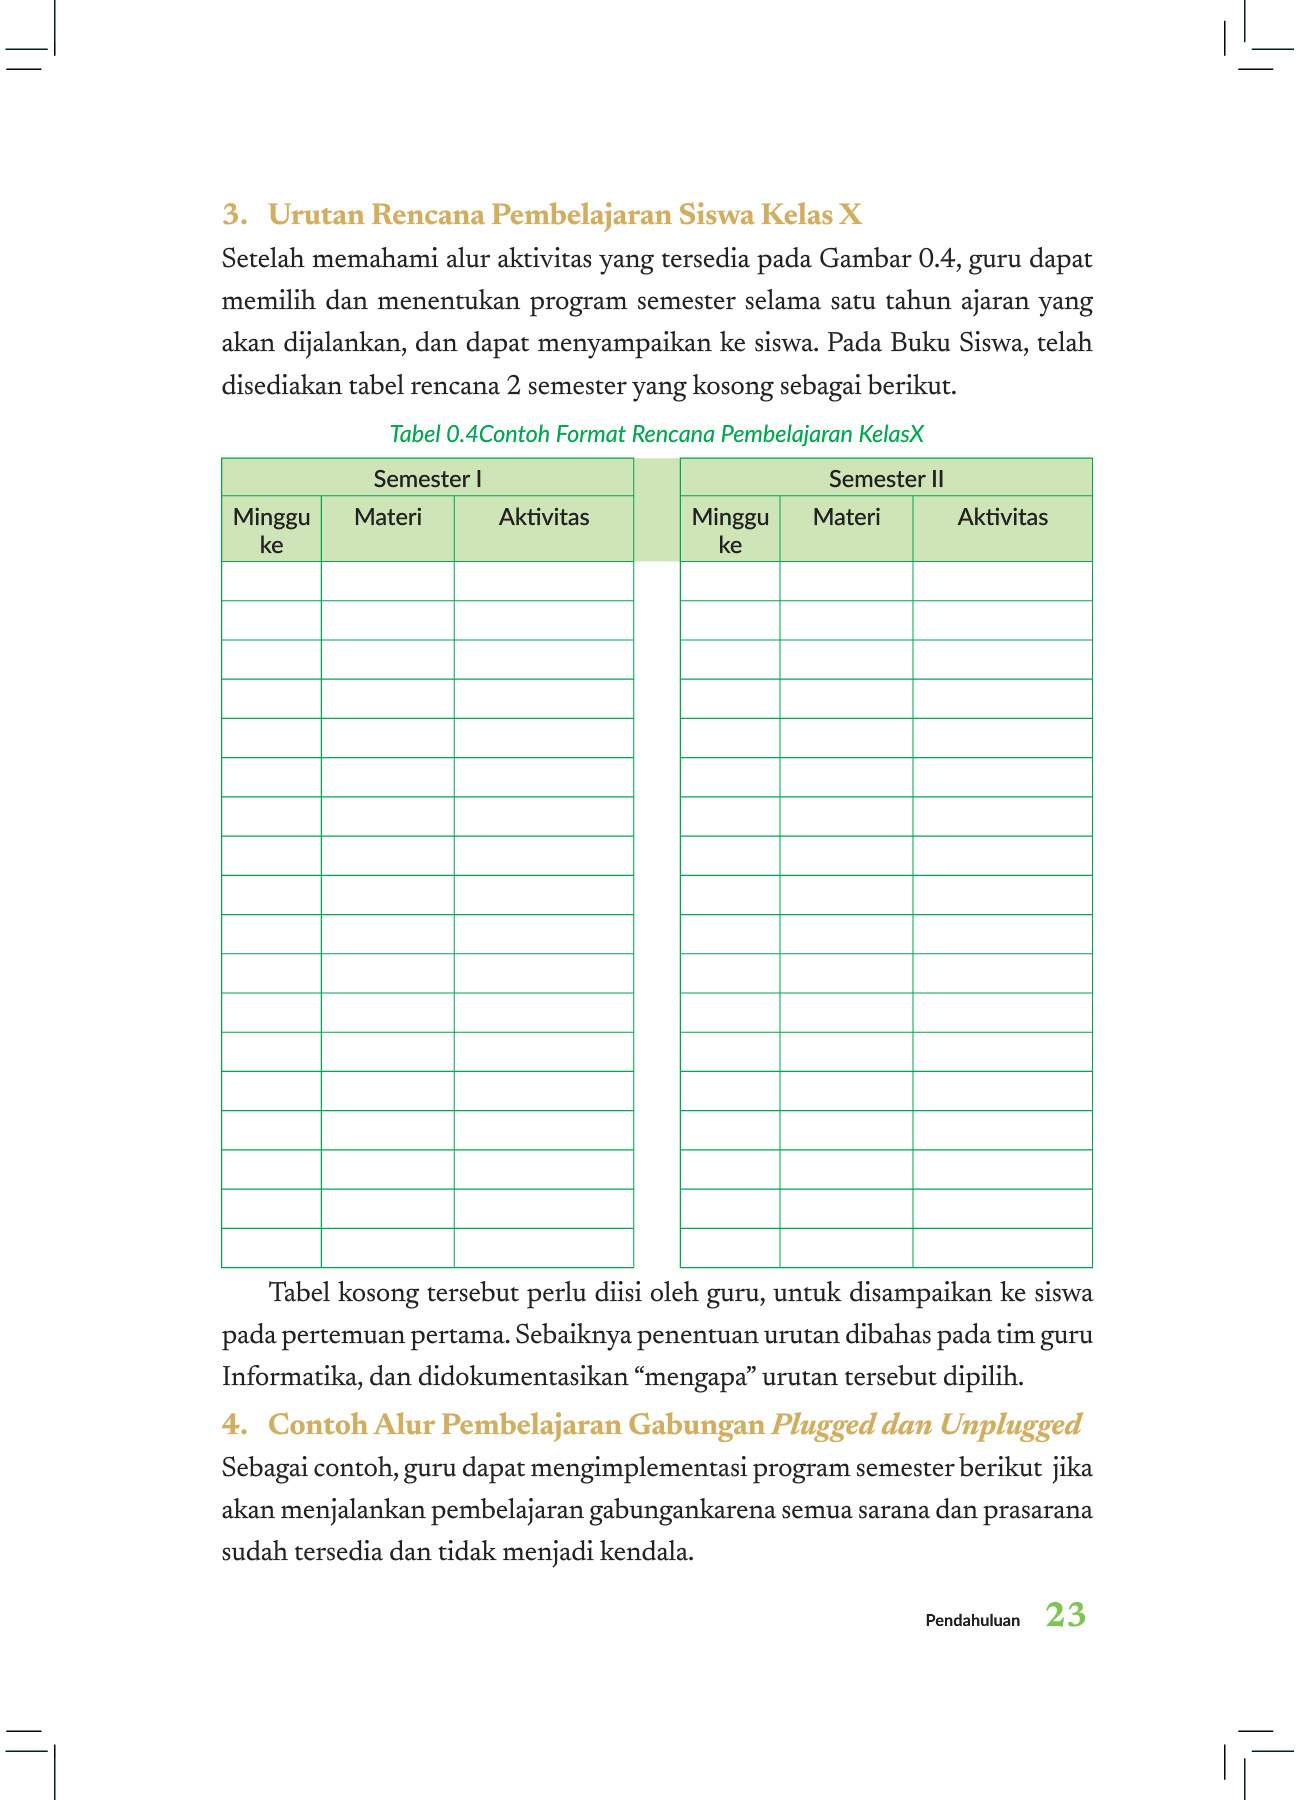 3. Urutan Rencana Pembelajaran Siswa Kelas X
Setelah memahami alur aktivitas yang tersedia pada Gambar 0.4, guru dapat
memilih dan menentukan program semester selama satu tahun ajaran yang
akan dijalankan, dan dapat menyampaikan ke siswa. Pada Buku Siswa, telah
disediakan tabel rencana 2 semester yang kosong sebagai berikut.
Tabel 0.4Contoh Format Rencana Pembelajaran KelasX
Semester I Semester II
Minggu Materi Aktivitas Minggu Materi Aktivitas
ke ke
Tabel kosong tersebut perlu diisi oleh guru, untuk disampaikan ke siswa
pada pertemuan pertama. Sebaiknya penentuan urutan dibahas pada tim guru
Informatika, dan didokumentasikan “mengapa” urutan tersebut dipilih.
4. Contoh Alur Pembelajaran Gabungan Plugged dan Unplugged
Sebagai contoh, guru dapat mengimplementasi program semester berikut jika
akan menjalankan pembelajaran gabungankarena semua sarana dan prasarana
sudah tersedia dan tidak menjadi kendala.
Pendahuluan 23